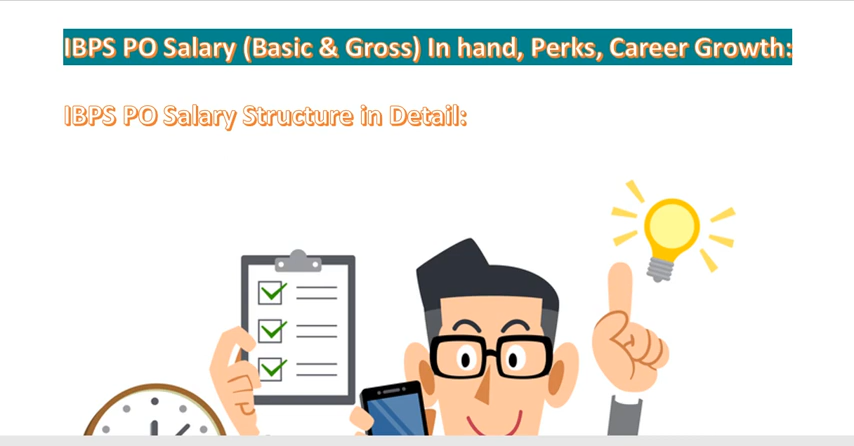 IBPS PO Salary (Basic & Gross) In hand, Perks, Career Growth:
IBPS PO Salary Structure in Detail: